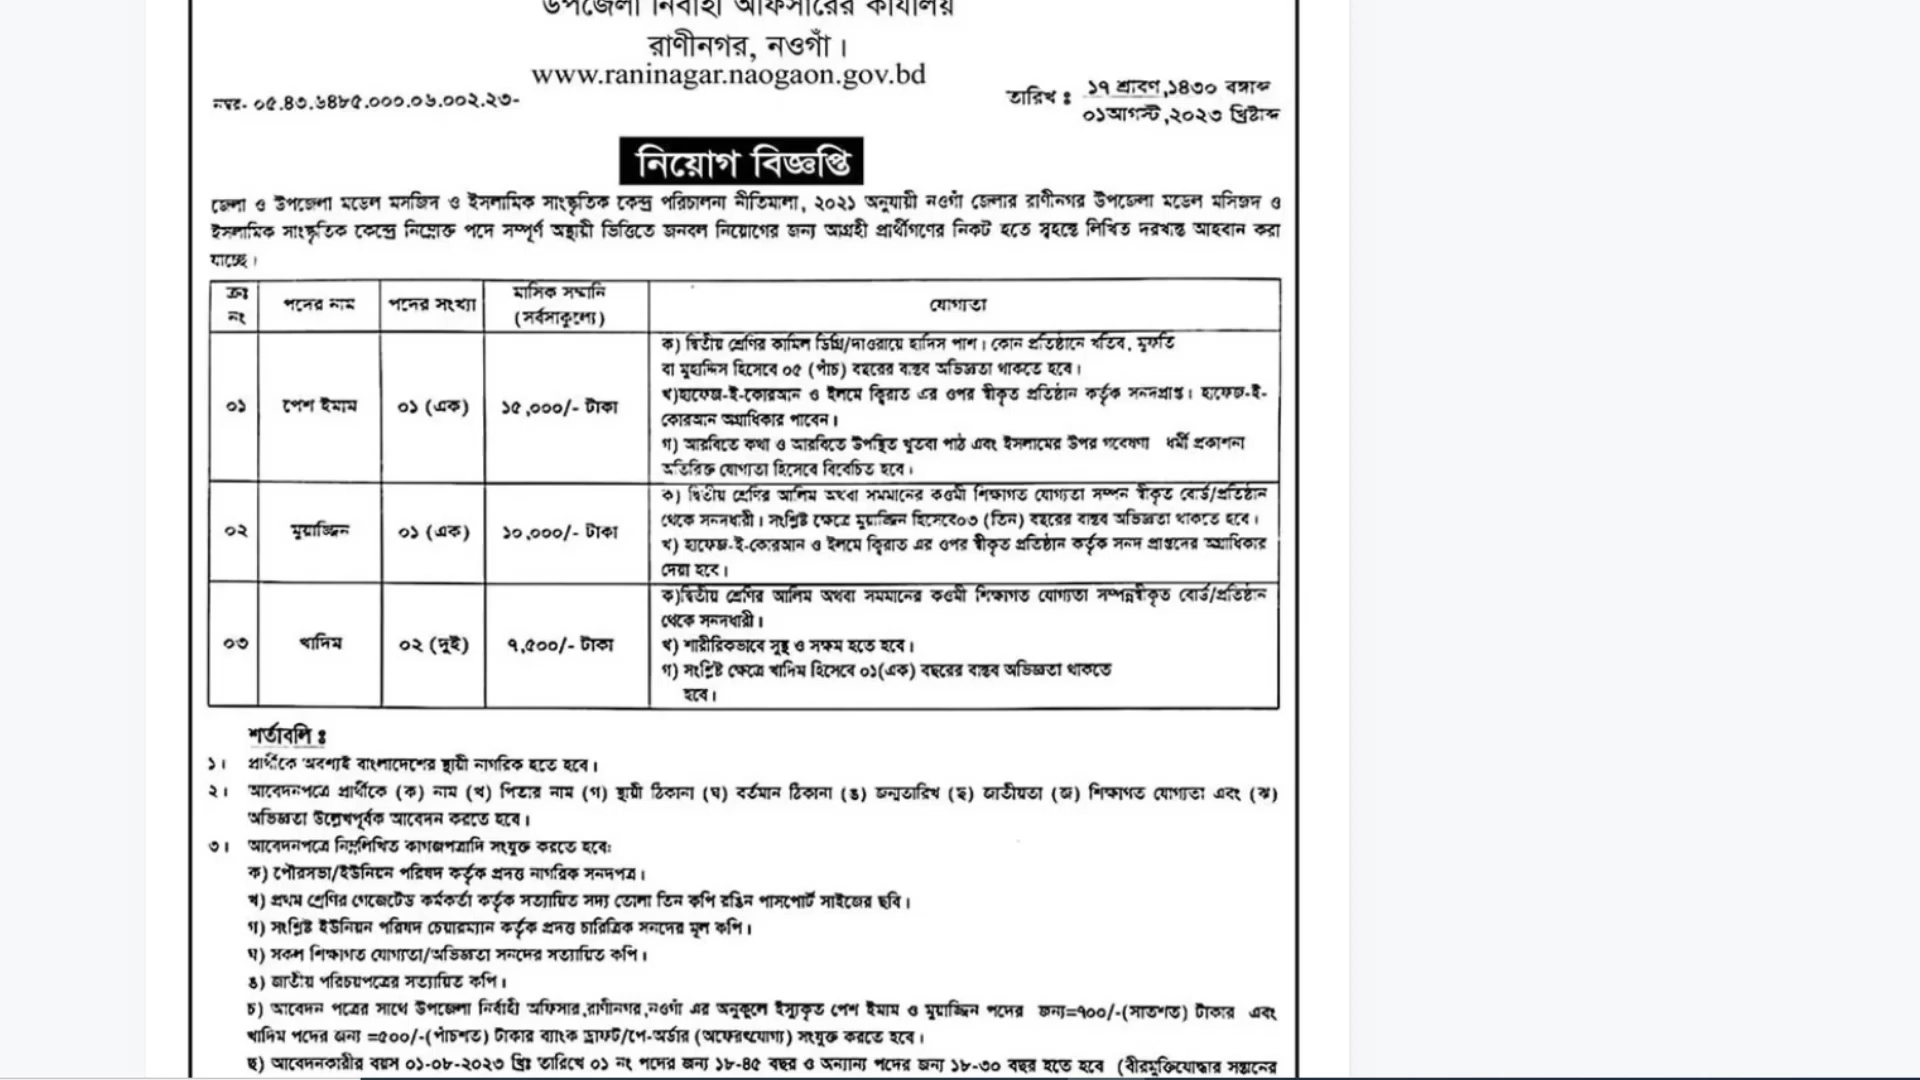 উপজেলা নির্বাহী অফিসারের কার্যালয়
রাণীনগর, নওগাঁ।
www.raninagar.naogaon.gov.bd
নম্বর- ০৫.৪৩.৬৪৮৫.০০০.০৬.০০২.২৩-
তারিখ ঃ ১৭ শ্রাবণ,১৪৩০ বঙ্গাব্দ
০১আগস্ট,২০২৩ খ্রিষ্টাব্দ
নিয়োগ বিজ্ঞপ্তি
জেলা ও উপজেলা মডেল মসজিদ ও ইসলামিক সাংস্কৃতিক কেন্দ্র পরিচালনা নীতিমালা, ২০২১ অনুযায়ী নওগাঁ জেলার রাণীনগর উপজেলা মডেল মসিজদ ও
ইসলামিক সাংস্কৃতিক কেন্দ্রে নিম্নোক্ত পদে সম্পূর্ণ অস্থায়ী ভিত্তিতে জনবল নিয়োগের জন্য আগ্রহী প্রার্থীগণের নিকট হতে স্বহস্তে লিখিত দরখাস্ত আহবান করা
যাচ্ছে।
ক্রঃ নং
পদের নাম
পদের সংখ্যা
মাসিক সম্মানি
(সর্বসাকুল্যে)
যোগ্যতা
০১
পেশ ইমাম
০১ (এক)
১৫,০০০/- টাকা
ক) দ্বিতীয় শ্রেণির কামিল ডিগ্রি/দাওরায়ে হাদিস পাশ। কোন প্রতিষ্ঠানে খতিব, মুফতি
বা মুহাদ্দিস হিসেবে ০৫ (পাঁচ) বছরের বাস্তব অভিজ্ঞতা থাকতে হবে।
খ)হাফেজ-ই-কোরআন ও ইলমে ক্বিরাত এর ওপর স্বীকৃত প্রতিষ্ঠান কর্তৃক সনদপ্রাপ্ত। হাফেজ-ই-
কোরআন অগ্রাধিকার পাবেন।
গ) আরবিতে কথা ও আরবিতে উপস্থিত খুতবা পাঠ এবং ইসলামের উপর গবেষণা ধর্মী প্রকাশনা
অতিরিক্ত যোগ্যতা হিসেবে বিবেচিত হবে।
০২
মুয়াজ্জিন
০১ (এক)
১০,০০০/- টাকা
ক) দ্বিতীয় শ্রেণির আলিম অথবা সমমানের কওমী শিক্ষাগত যোগ্যতা সম্পন স্বীকৃত বোর্ড/প্রতিষ্ঠান
থেকে সনদধারী। সংশ্লিষ্ট ক্ষেত্রে মুয়াজ্জিন হিসেবে০৩ (তিন) বছরের বাস্তব অভিজ্ঞতা থাকতে হবে।
খ) হাফেজ-ই-কোরআন ও ইলমে ক্বিরাত এর ওপর স্বীকৃত প্রতিষ্ঠান কর্তৃক সনদ প্রাপ্তদের অগ্রাধিকার
দেয়া হবে।
০৩
খাদিম
০২ (দুই)
৭,৫০০/- টাকা
ক)দ্বিতীয় শ্রেণির আলিম অথবা সমমানের কওমী শিক্ষাগত যোগ্যতা সম্পন্নস্বীকৃত বোর্ড/প্রতিষ্ঠান
থেকে সনদধারী।
খ) শারীরিকভাবে সুস্থ ও সক্ষম হতে হবে।
গ) সংশ্লিষ্ট ক্ষেত্রে খাদিম হিসেবে ০১(এক) বছরের বাস্তব অভিজ্ঞতা থাকতে
হবে।
শর্তাবলি ঃ
১। প্রার্থীকে অবশ্যই বাংলাদেশের স্থায়ী নাগরিক হতে হবে।
২। আবেদনপত্রে প্রার্থীকে (ক) নাম (খ) পিতার নাম (গ) স্থায়ী ঠিকানা (ঘ) বর্তমান ঠিকানা (ঙ) জন্মতারিখ (ছ) জাতীয়তা (জ) শিক্ষাগত যোগ্যতা এবং (ঝ)
অভিজ্ঞতা উল্লেখপূর্বক আবেদন করতে হবে।
৩। আবেদনপত্রে নিম্নলিখিত কাগজপত্রাদি সংযুক্ত করতে হবে:
ক) পৌরসভা/ইউনিয়ন পরিষদ কর্তৃক প্রদত্ত নাগরিক সনদপত্র।
খ) প্রথম শ্রেণির গেজেটেড কর্মকর্তা কর্তৃক সত্যায়িত সদ্য তোলা তিন কপি রঙিন পাসপোর্ট সাইজের ছবি।
গ) সংশ্লিষ্ট ইউনিয়ন পরিষদ চেয়ারম্যান কর্তৃক প্রদত্ত চারিত্রিক সনদের মূল কপি।
ঘ) সকল শিক্ষাগত যোগ্যতা/অভিজ্ঞতা সনদের সত্যায়িত কপি।
ঙ) জাতীয় পরিচয়পত্রের সত্যায়িত কপি।
চ) আবেদন পত্রের সাথে উপজেলা নির্বাহী অফিসার,রাণীনগর,নওগাঁ এর অনুকূলে ইস্যুকৃত পেশ ইমাম ও মুয়াজ্জিন পদের জন্য=৭০০/-(সাতশত) টাকার এবং
খাদিম পদের জন্য =৫০০/-(পাঁচশত) টাকার ব্যাংক ড্রাফট/পে-অর্ডার (অফেরৎযোগ্য) সংযুক্ত করতে হবে।
ছ) আবেদনকারীর বয়স ০১-০৮-২০২৩ খ্রিঃ তারিখে ০১ নং পদের জন্য ১৮-৪৫ বছর ও অন্যান্য পদের জন্য ১৮-৩০ বছর হতে হবে (বীরমুক্তিযোদ্ধার সন্তানের